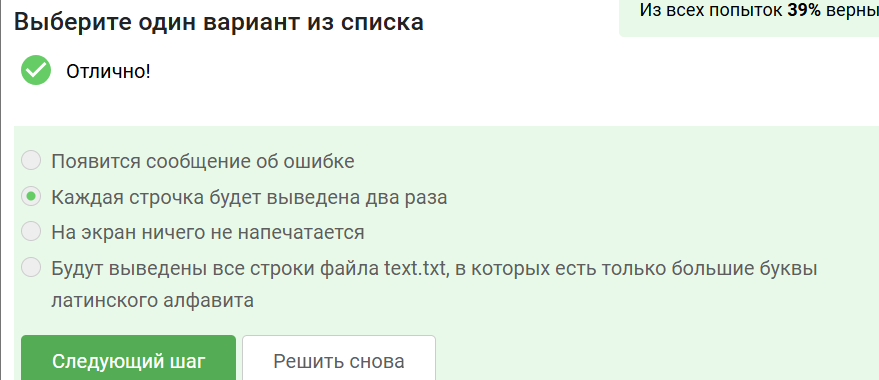 Из всех попыток 39% верны
Выберите один вариант из списка
Отлично!
Появится сообщение об ошибке
Каждая строчка будет выведена два раза
На экран ничего не напечатается
Будут выведены все строки файла text.txt, в которых есть только большие буквы
латинского алфавита
Следующий шаг
Решить снова